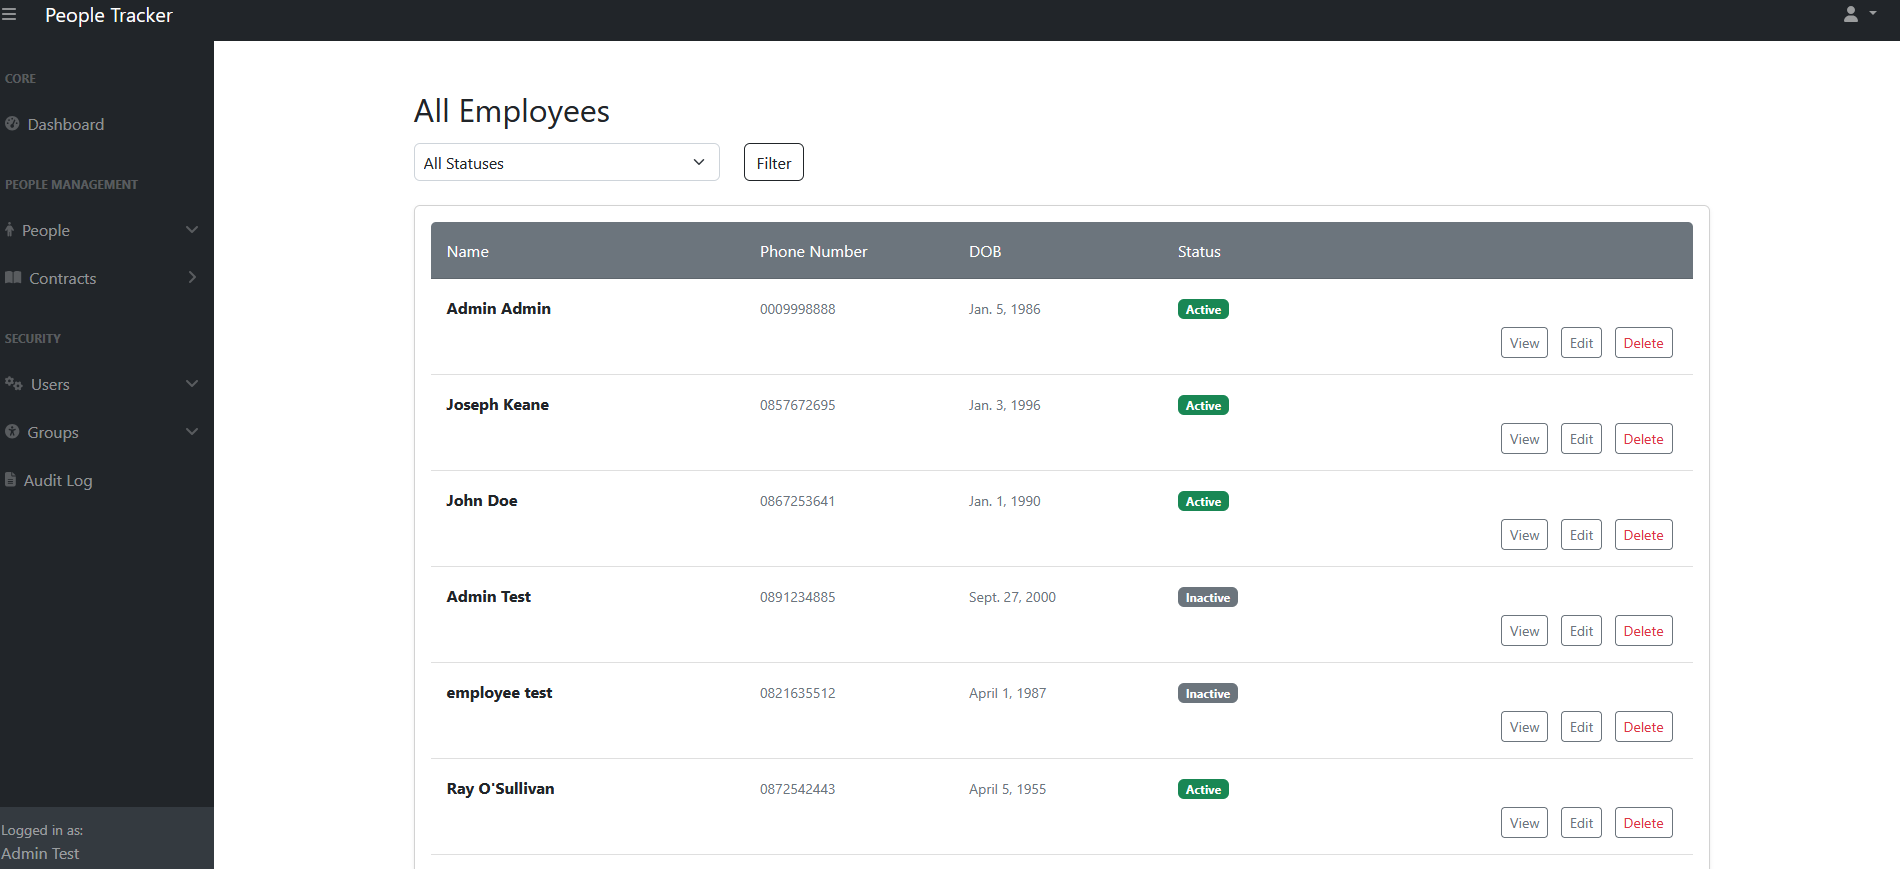 People Tracker
CORE
Dashboard
PEOPLE MANAGEMENT
People
Contracts
SECURITY
Users
Groups
Audit Log
Logged in as:
Admin Test
All Employees
All Statuses Filter
Name Phone Number DOB Status
Admin Admin 0009998888 Jan. 5, 1986 Active
View Edit Delete
Joseph Keane 0857672695 Jan. 3, 1996 Active
View Edit Delete
John Doe 0867253641 Jan. 1, 1990 Active
View Edit Delete
Admin Test 0891234885 Sept. 27, 2000 Inactive
View Edit Delete
employee test 0821635512 April 1, 1987 Inactive
View Edit Delete
Ray O'Sullivan 0872542443 April 5, 1955 Active
View Edit Delete